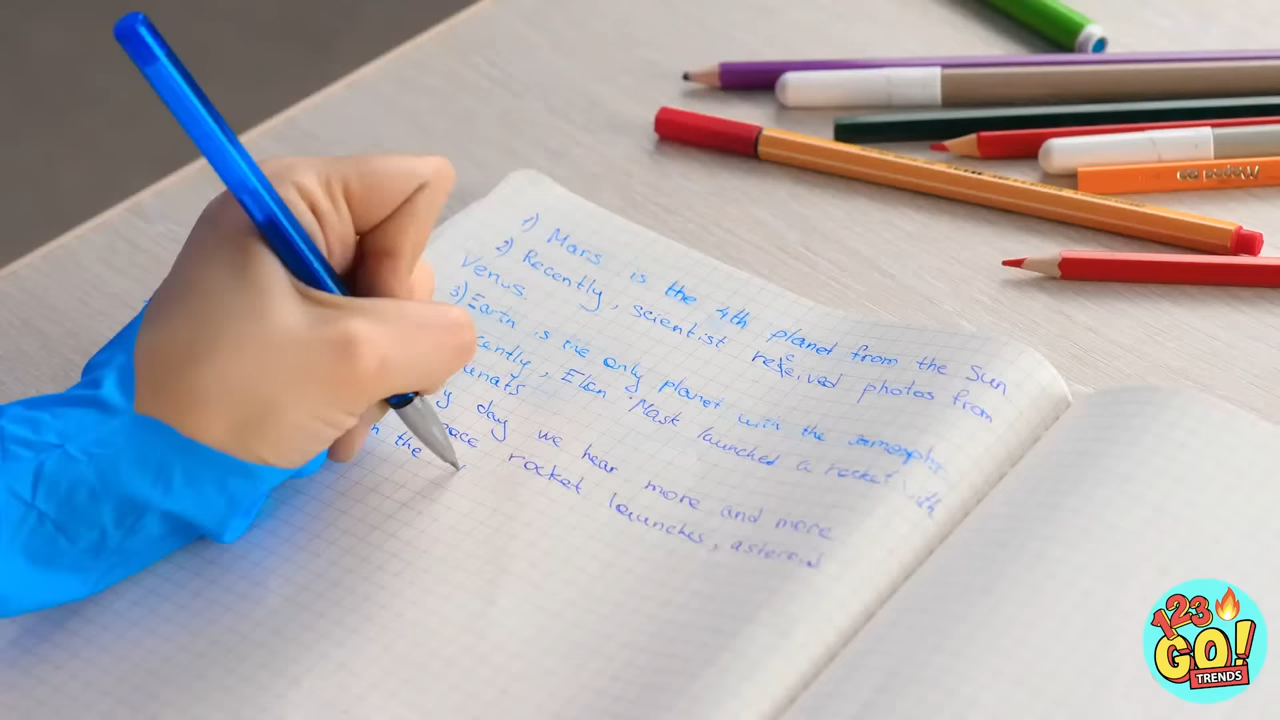 1) Mars is the 4th planet from the Sun.
2) Recently, scientist received photos from
Venus.
3) Earth is the only planet with the
cently, Elon Mask launched a rocket with
unats
y day we hear more and more
pace rocket launches, asteroid
n the
Maped
123
GO!
TRENDS